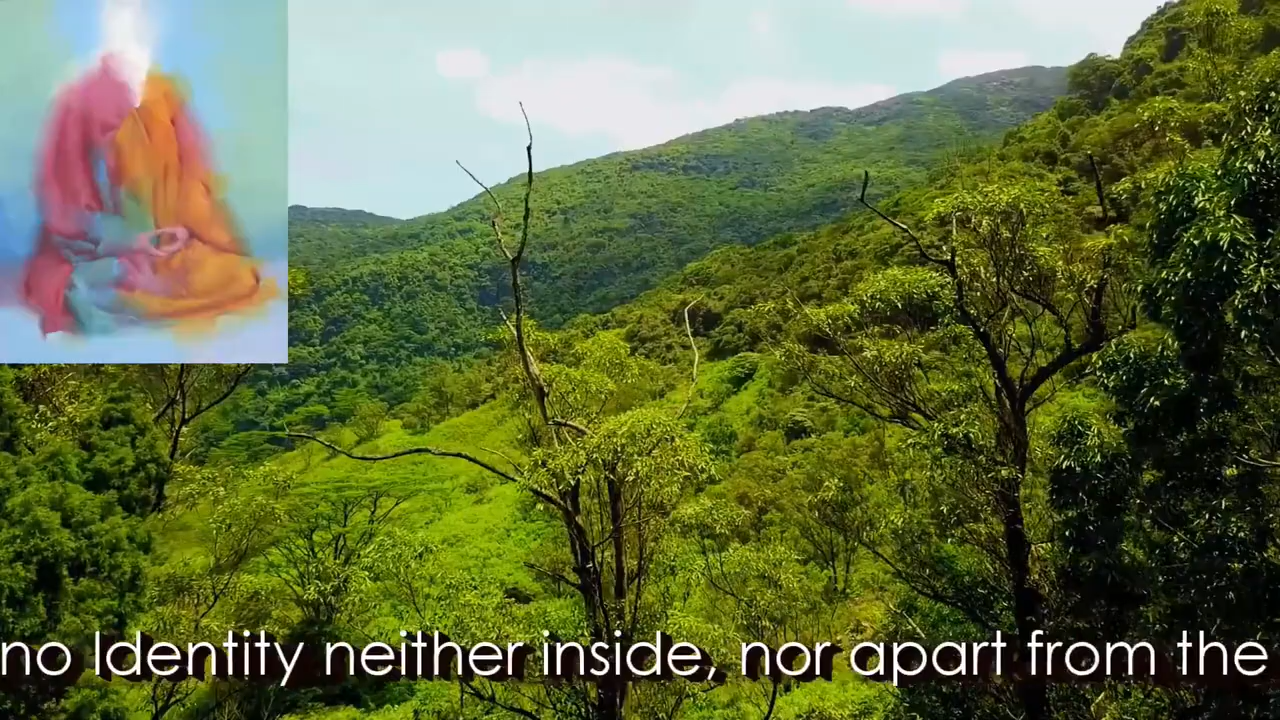 no Identity neither inside, nor apart from the